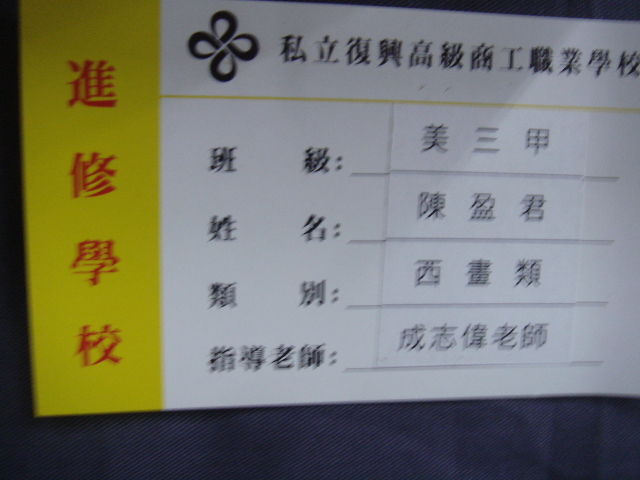 進修學校
私立復興高級商工職業學校
班 級: 美三甲
姓 名: 陳盈君
類 別: 西畫類
指導老師: 成志偉老師